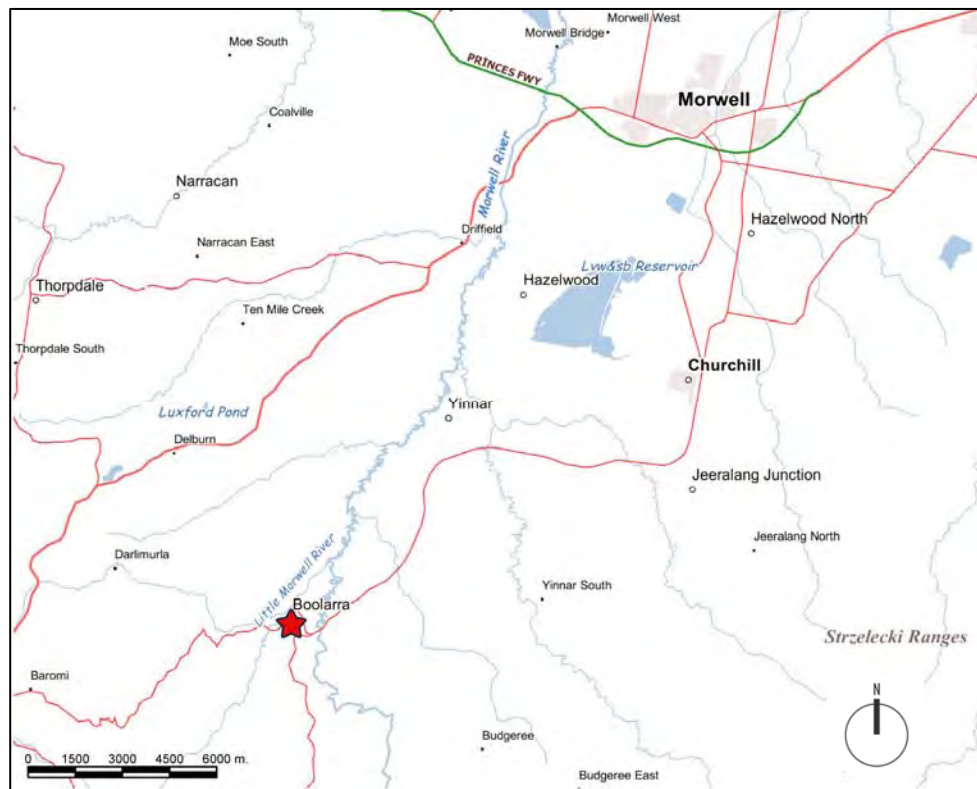 Morwell West
Morwell Bridge
Moe South
PRINCES FWY
Morwell
Coalville
Morwell River
Narracan
Hazelwood North
Driffield
Narracan East
Lvw&sb Reservoir
Thorpdale
Hazelwood
Ten Mile Creek
Thorpdale South
Churchill
Yinnar
Luxford Pond
Delburn
Jeeralang Junction
Jeeralang North
Darlimurla
Little Morwell River
Yinnar South
Boolarra
Strzelecki Ranges
Baromi
N
Budgeree
0 1500 3000 4500 6000 m.
Budgeree East